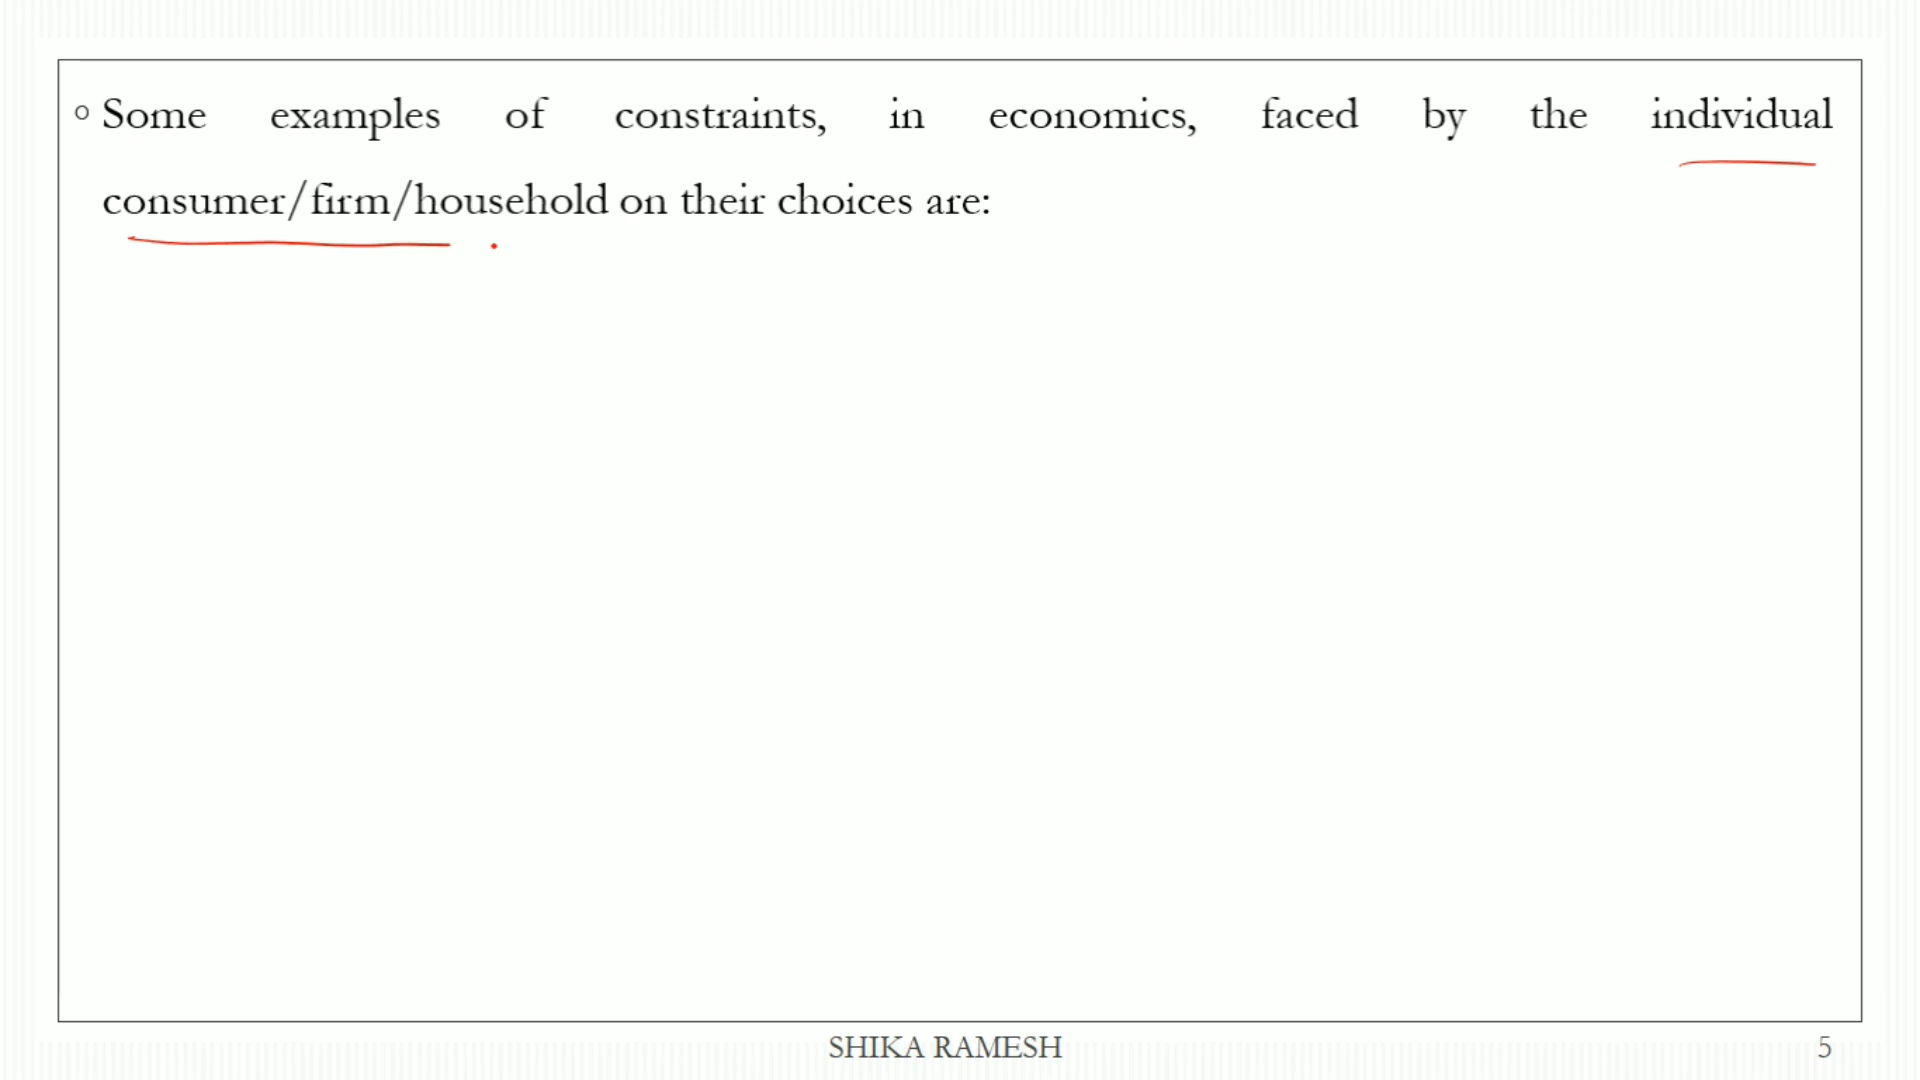 ◦ Some examples of constraints, in economics, faced by the individual
consumer/firm/household on their choices are:
SHIKA RAMESH
5